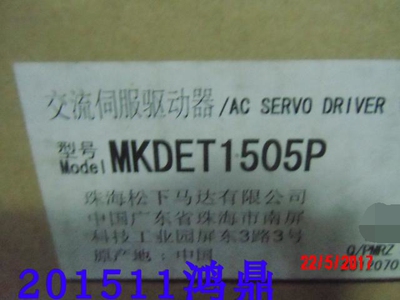 交流伺服驱动器/AC SERVO DRIVER
型号
Model MKDET1505P
珠海松下马达有限公司
中国广东省珠海市南屏
科技工业园屏东3路3号
原产地：中国
Q/PMRZ
22/5/2017
2070
201511鸿鼎